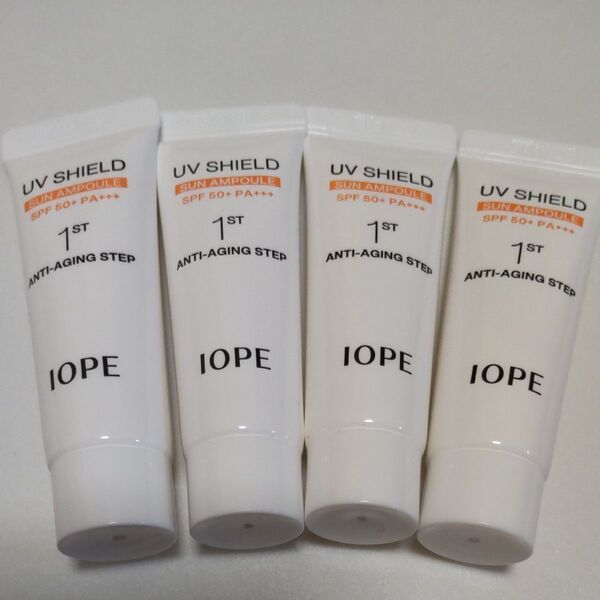 UV SHIELD
SUN AMPOULE
SPF 50+ PA+++
1ST
ANTI-AGING STEP
IOPE
UV SHIELD
SUN AMPOULE
SPF 50+ PA+++
1ST
ANTI-AGING STEP
IOPE
UV SHIELD
SUN AMPOULE
SPF 50+ PA+++
1ST
ANTI-AGING STEP
IOPE
UV SHIELD
SUN AMPOULE
SPF 50+ PA+++
1ST
ANTI-AGING STEP
IOPE